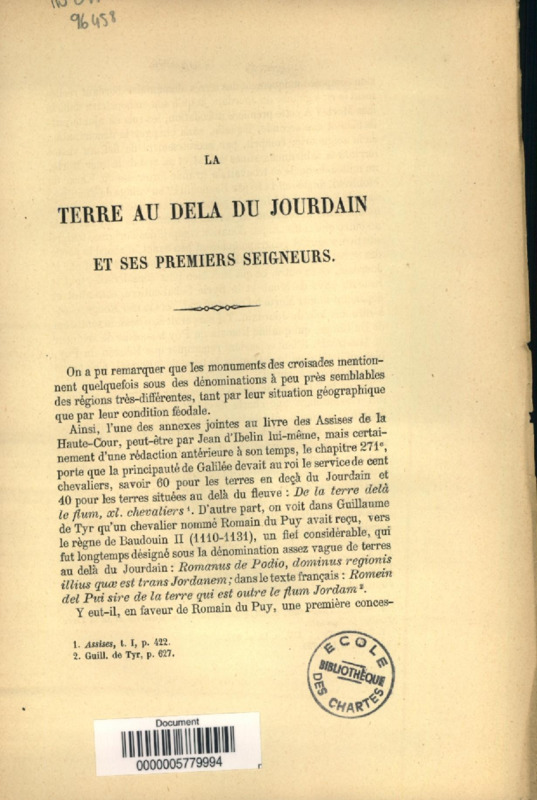 96458
LA
TERRE AU DELA DU JOURDAIN
ET SES PREMIERS SEIGNEURS.
On a pu remarquer que les monuments des croisades mention-
nent quelquefois sous des dénominations à peu près semblables
des régions très-différentes, tant par leur situation géographique
que par leur condition féodale.
Ainsi, l'une des annexes jointes au livre des Assises de la
Haute-Cour, peut-être par Jean d'Ibelin lui-même, mais certai-
nement d'une rédaction antérieure à son temps, le chapitre 271e,
porte que la principauté de Galilée devait au roi le service de cent
chevaliers, savoir 60 pour les terres en deçà du Jourdain et
40 pour les terres situées au delà du fleuve : De la terre delà
le flum, xl. chevaliers 1. D'autre part, on voit dans Guillaume
de Tyr qu'un chevalier nommé Romain du Puy avait reçu, vers
le règne de Baudouin II (1110-1131), un fief considérable, qui
fut longtemps désigné sous la dénomination assez vague de terres
au delà du Jourdain : Romanus de Podio, dominus regionis
illius quæ est trans Jordanem; dans le texte français : Romein
del Pui sire de la terre qui est outre le flum Jordam 2.
Y eut-il, en faveur de Romain du Puy, une première conces-
1. Assises, t. I, p. 422.
2. Guill. de Tyr, p. 627.
ECOLE
BIBLIOTHÈQUE
DES CHARTES
Document
0000005779994